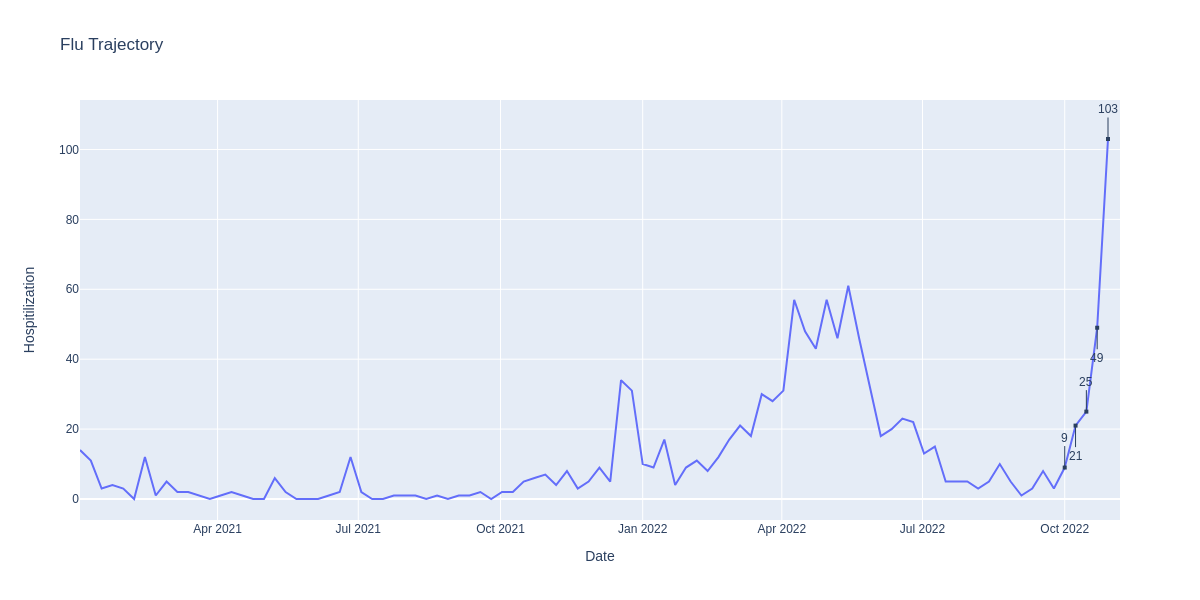 Flu Trajectory
103
100
80
60
49
40
25
9
20
21
0
Hospitilization
Apr 2021
Jul 2021
Oct 2021
Jan 2022
Apr 2022
Jul 2022
Oct 2022
Date